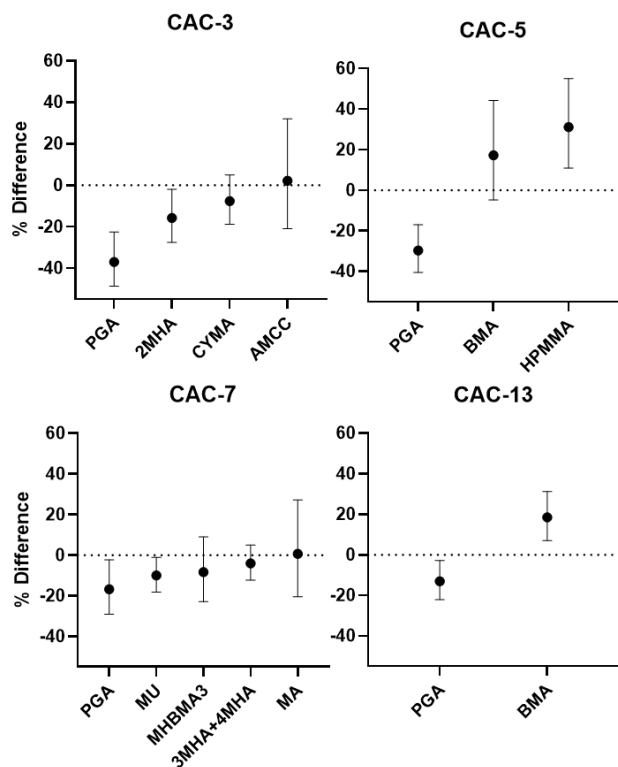 CAC-3
% Difference
60
40
20
0
-20
-40
PGA
2MHA
CYMA
AMCC
CAC-5
60
40
20
0
-20
-40
PGA
BMA
HPMMA
CAC-7
% Difference
60
40
20
0
-20
-40
PGA
MU
MHBMA3
3MHA+4MHA
MA
CAC-13
60
40
20
0
-20
-40
PGA
BMA